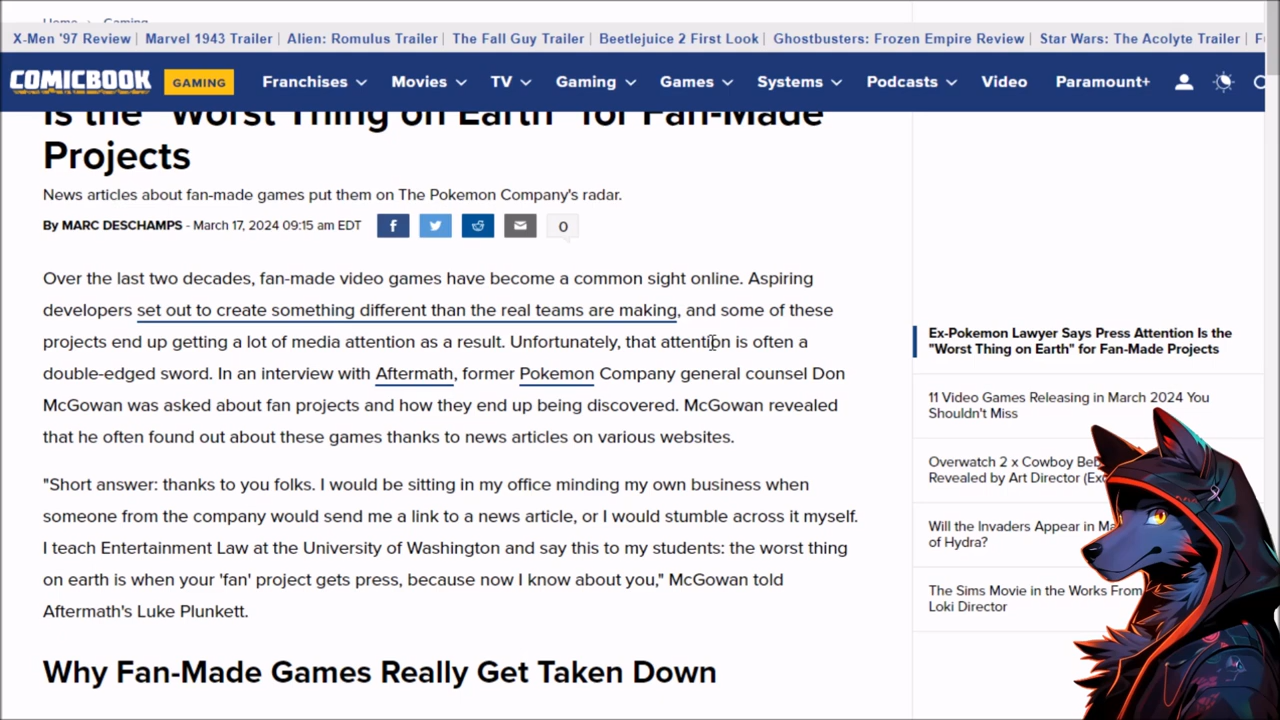 Home > Gaming
X-Men '97 Review | Marvel 1943 Trailer | Alien: Romulus Trailer | The Fall Guy Trailer | Beetlejuice 2 First Look | Ghostbusters: Frozen Empire Review | Star Wars: The Acolyte Trailer | F
COMICBOOK GAMING Franchises Movies TV Gaming Games Systems Podcasts Video Paramount+
Is the "Worst Thing on Earth" for Fan-Made
Projects
News articles about fan-made games put them on The Pokemon Company's radar.
By MARC DESCHAMPS - March 17, 2024 09:15 am EDT 0
Over the last two decades, fan-made video games have become a common sight online. Aspiring
developers set out to create something different than the real teams are making, and some of these
projects end up getting a lot of media attention as a result. Unfortunately, that attention is often a
double-edged sword. In an interview with Aftermath, former Pokemon Company general counsel Don
McGowan was asked about fan projects and how they end up being discovered. McGowan revealed
that he often found out about these games thanks to news articles on various websites.
"Short answer: thanks to you folks. I would be sitting in my office minding my own business when
someone from the company would send me a link to a news article, or I would stumble across it myself.
I teach Entertainment Law at the University of Washington and say this to my students: the worst thing
on earth is when your 'fan' project gets press, because now I know about you," McGowan told
Aftermath's Luke Plunkett.
Why Fan-Made Games Really Get Taken Down
Ex-Pokemon Lawyer Says Press Attention Is the
"Worst Thing on Earth" for Fan-Made Projects
11 Video Games Releasing in March 2024 You
Shouldn't Miss
Overwatch 2 x Cowboy
Revealed by Art Director
Will the Invaders Appear in
of Hydra?
The Sims Movie in the Works From
Loki Director